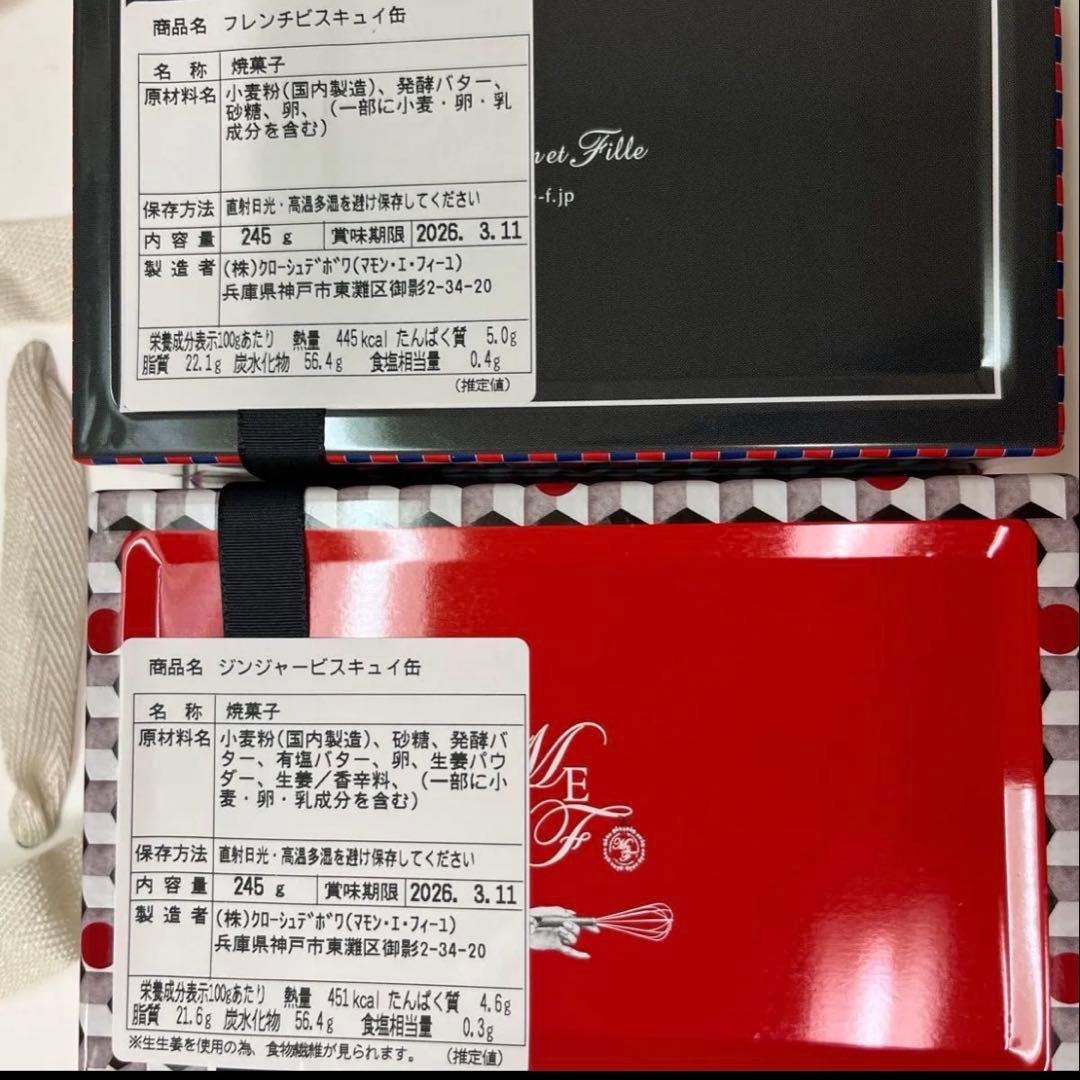 商品名 フレンチビスキュイ缶
名 称 焼菓子
原材料名 小麦粉(国内製造)、発酵バター、
砂糖、卵、(一部に小麦・卵・乳
成分を含む)
保存方法 直射日光・高温多湿を避け保存してください
内容量 245 g 賞味期限 2026. 3.11
製造者 (株)クローシュデボワ(マモン・エ・フィーユ)
兵庫県神戸市東灘区御影2-34-20
栄養成分表示100gあたり 熱量 445kcal たんぱく質 5.0g
脂質 22.1g 炭水化物 56.4g 食塩相当量 0.4g
(推定値)
et Fille
-f.jp
商品名 ジンジャービスキュイ缶
名 称 焼菓子
原材料名 小麦粉(国内製造)、砂糖、発酵バ
ター、有塩バター、卵、生姜パウ
ダー、生姜/香辛料、(一部に小
麦・卵・乳成分を含む)
保存方法 直射日光・高温多湿を避け保存してください
内容量 245 g 賞味期限 2026. 3.11
製造者 (株)クローシュデボワ(マモン・エ・フィーユ)
兵庫県神戸市東灘区御影2-34-20
栄養成分表示100gあたり 熱量 451kcal たんぱく質 4.6g
脂質 21.6g 炭水化物 56.4g 食塩相当量 0.3g
※生生姜を使用の為、食物繊維が見られます。 (推定値)
M
E
F